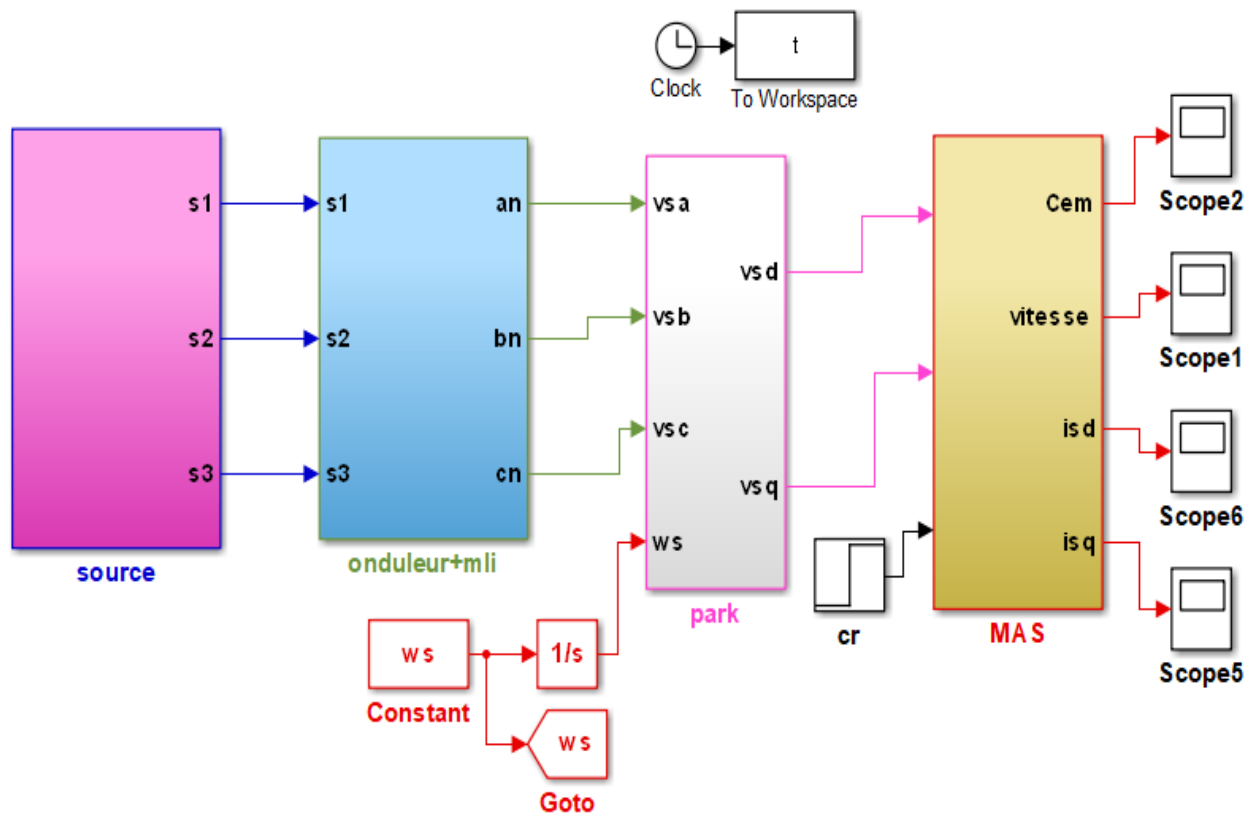 t
Clock
To Workspace
s1
s2
s3
source
s1
s2
s3
an
bn
cn
onduleur+mli
vsa
vsb
vsc
ws
vsd
vsq
park
cr
Cem
vitesse
isd
isq
MAS
Scope2
Scope1
Scope6
Scope5
ws
Constant
1/s
ws
Goto